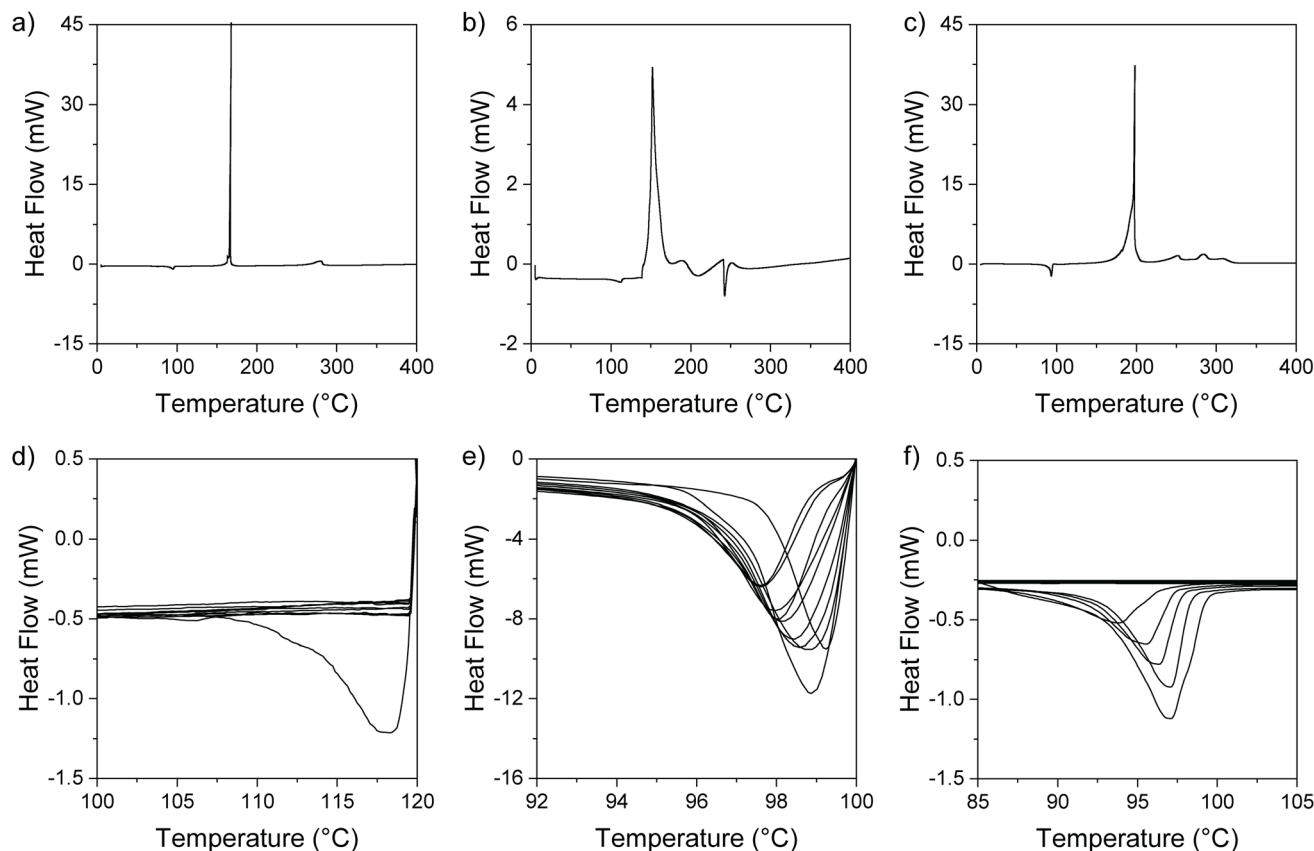 a)
45
30
15
0
-15
Heat Flow (mW)
0 100 200 300 400
Temperature (°C)
b)
6
4
2
0
-2
Heat Flow (mW)
0 100 200 300 400
Temperature (°C)
c)
45
30
15
0
-15
Heat Flow (mW)
0 100 200 300 400
Temperature (°C)
d)
0.5
0.0
-0.5
-1.0
-1.5
Heat Flow (mW)
100 105 110 115 120
Temperature (°C)
e)
0
-4
-8
-12
-16
Heat Flow (mW)
92 94 96 98 100
Temperature (°C)
f)
0.5
0.0
-0.5
-1.0
-1.5
Heat Flow (mW)
85 90 95 100 105
Temperature (°C)